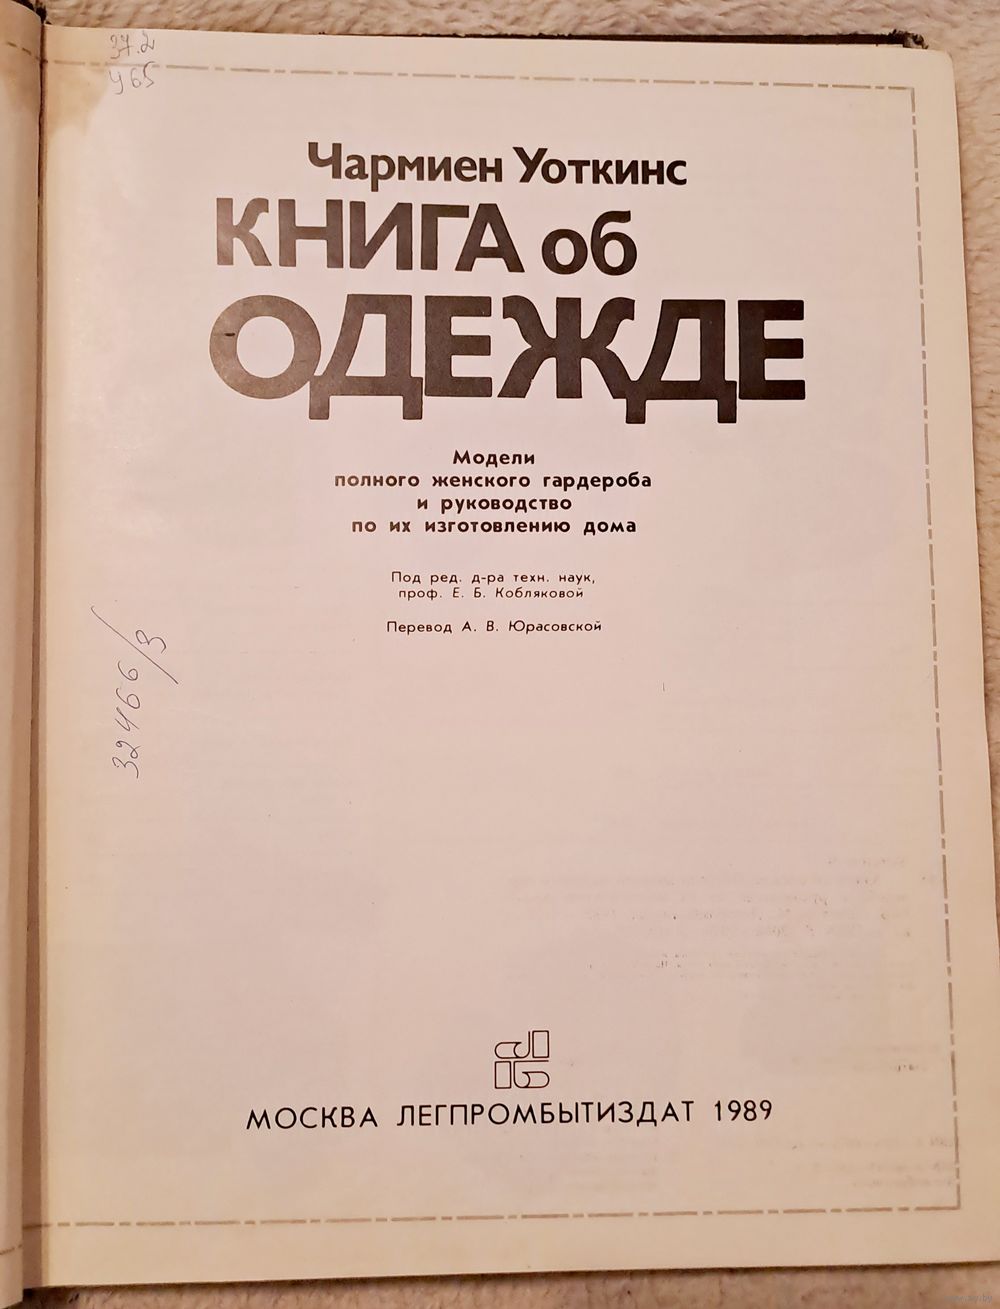 37.2
У65
Чармиен Уоткинс
КНИГА об
ОДЕЖДЕ
Модели
полного женского гардероба
и руководство
по их изготовлению дома
Под ред. д-ра техн. наук,
проф. Е. Б. Кобляковой
Перевод А. В. Юрасовской
32466/3
МОСКВА ЛЕГПРОМБЫТИЗДАТ 1989